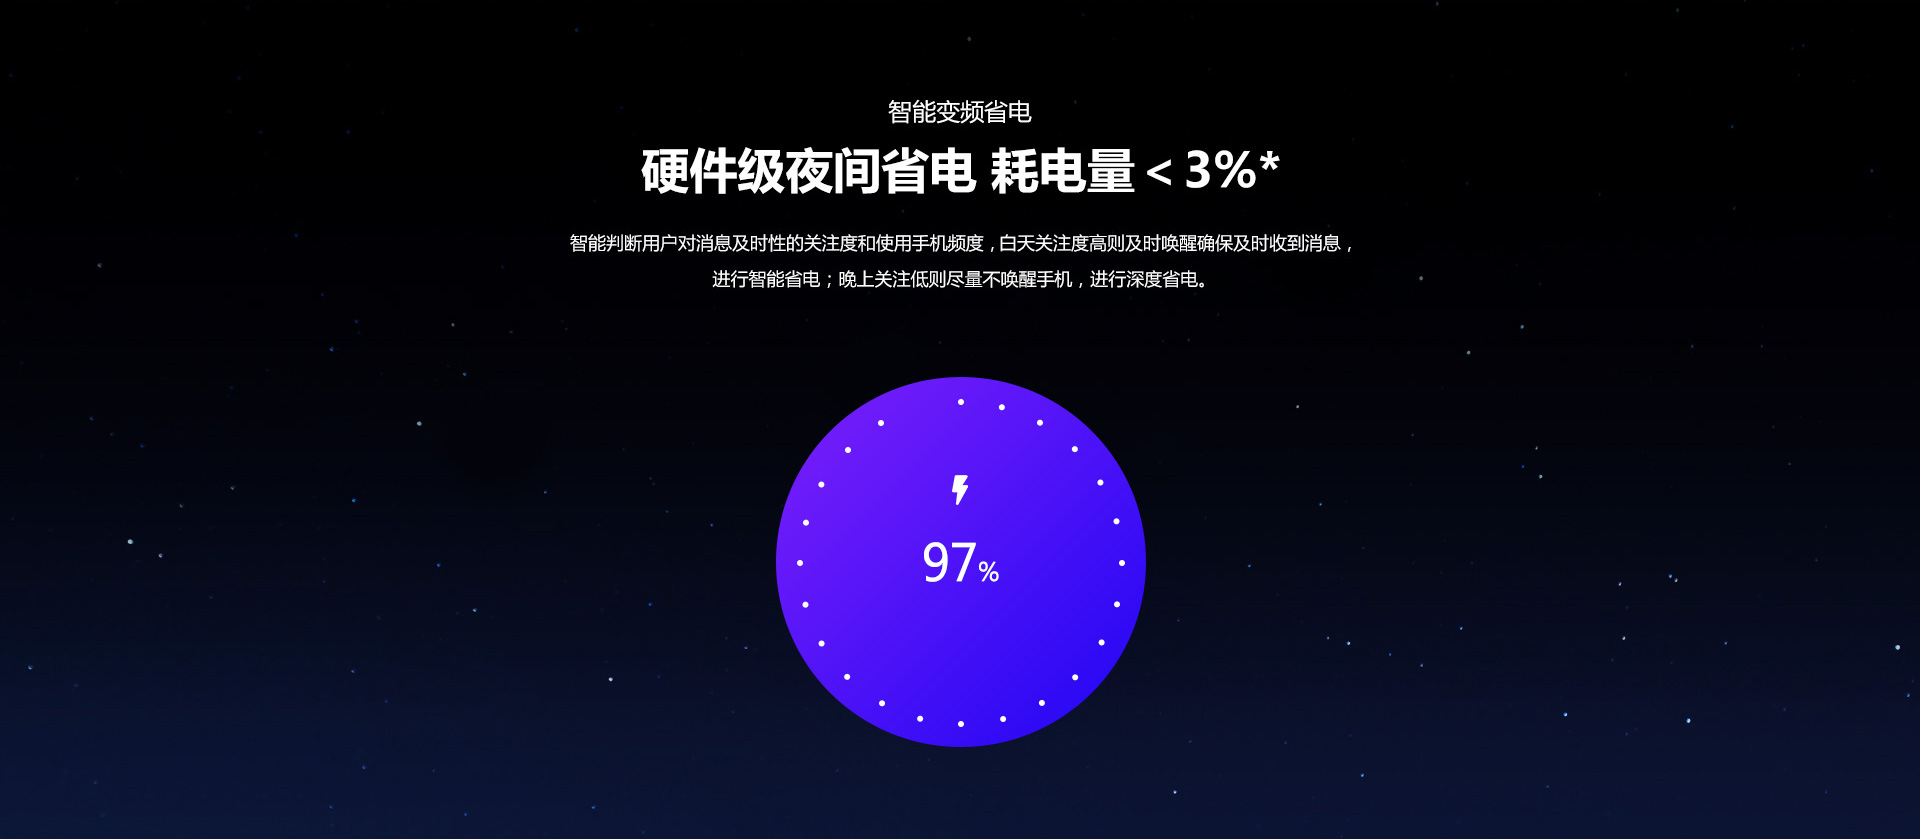 智能变频省电
硬件级夜间省电 耗电量<3%*
智能判断用户对消息及时性的关注度和使用手机频度，白天关注度高则及时唤醒确保及时收到消息，
进行智能省电；晚上关注低则尽量不唤醒手机，进行深度省电。
97%